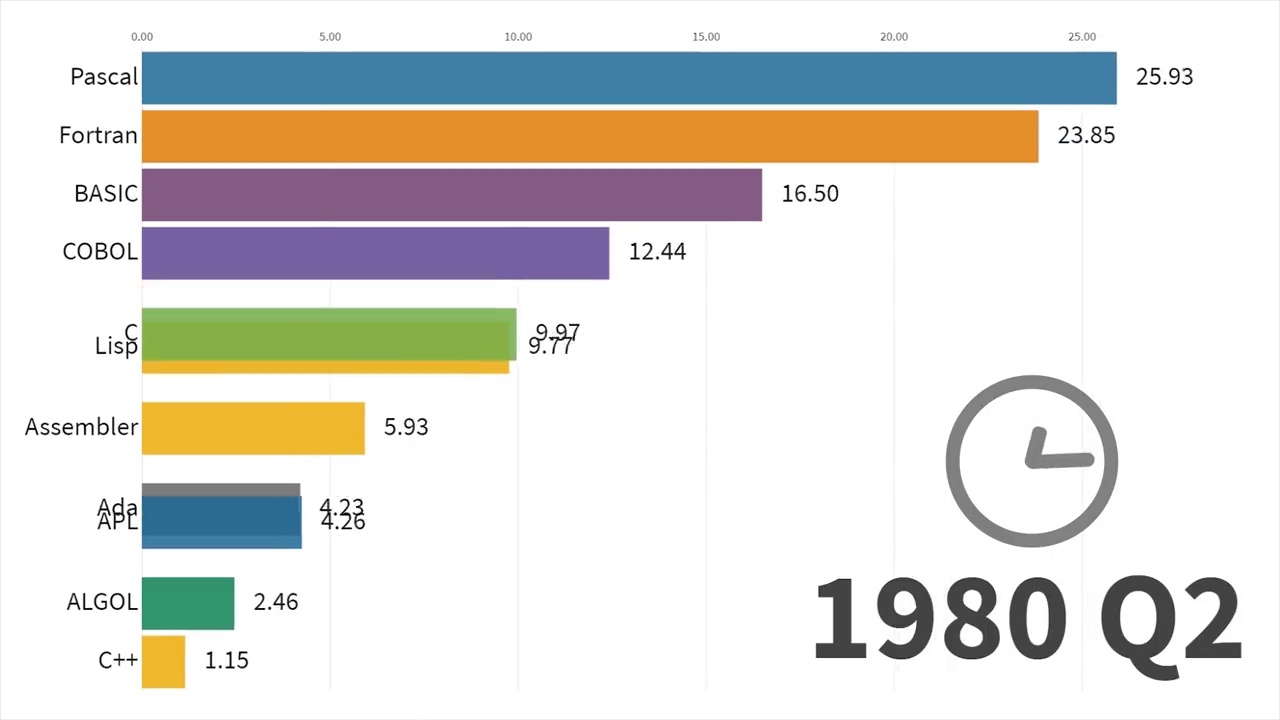 0.00 5.00 10.00 15.00 20.00 25.00
Pascal 25.93
Fortran 23.85
BASIC 16.50
COBOL 12.44
C 9.97
Lisp 9.77
Assembler 5.93
Ada 4.23
APL 4.26
ALGOL 2.46
C++ 1.15
1980 Q2